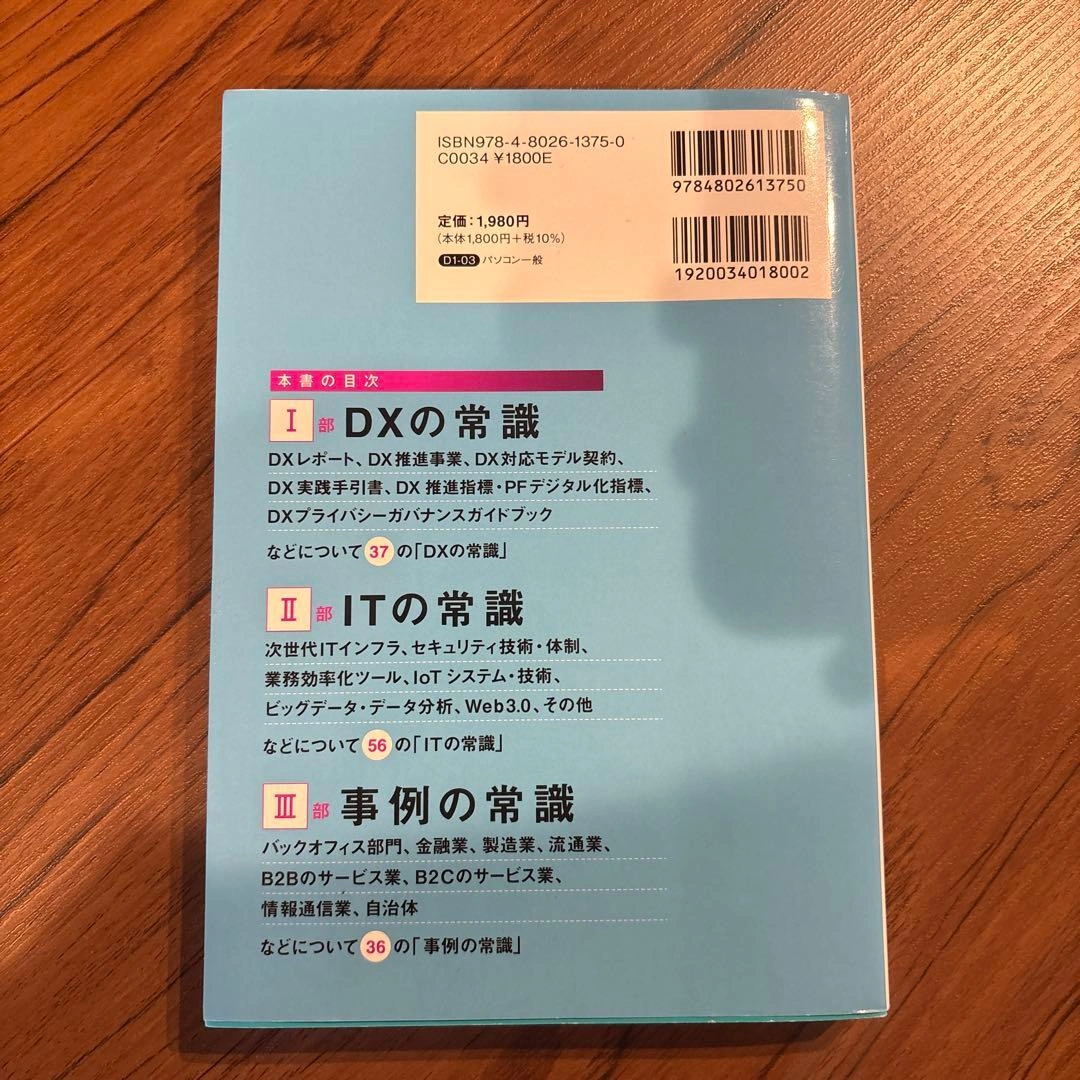 ISBN978-4-8026-1375-0
C0034 ¥1800E
9784802613750
定価:1,980円
(本体1,800円+税10%)
D1-03 パソコン一般
1920034018002
本書の目次
Ⅰ部 DXの常識
DXレポート、DX推進事業、DX対応モデル契約、
DX実践手引書、DX推進指標・PFデジタル化指標、
DXプライバシーガバナンスガイドブック
などについて37の「DXの常識」
Ⅱ部 ITの常識
次世代ITインフラ、セキュリティ技術・体制、
業務効率化ツール、IoTシステム・技術、
ビッグデータ・データ分析、Web3.0、その他
などについて56の「ITの常識」
Ⅲ部 事例の常識
バックオフィス部門、金融業、製造業、流通業、
B2Bのサービス業、B2Cのサービス業、
情報通信業、自治体
などについて36の「事例の常識」